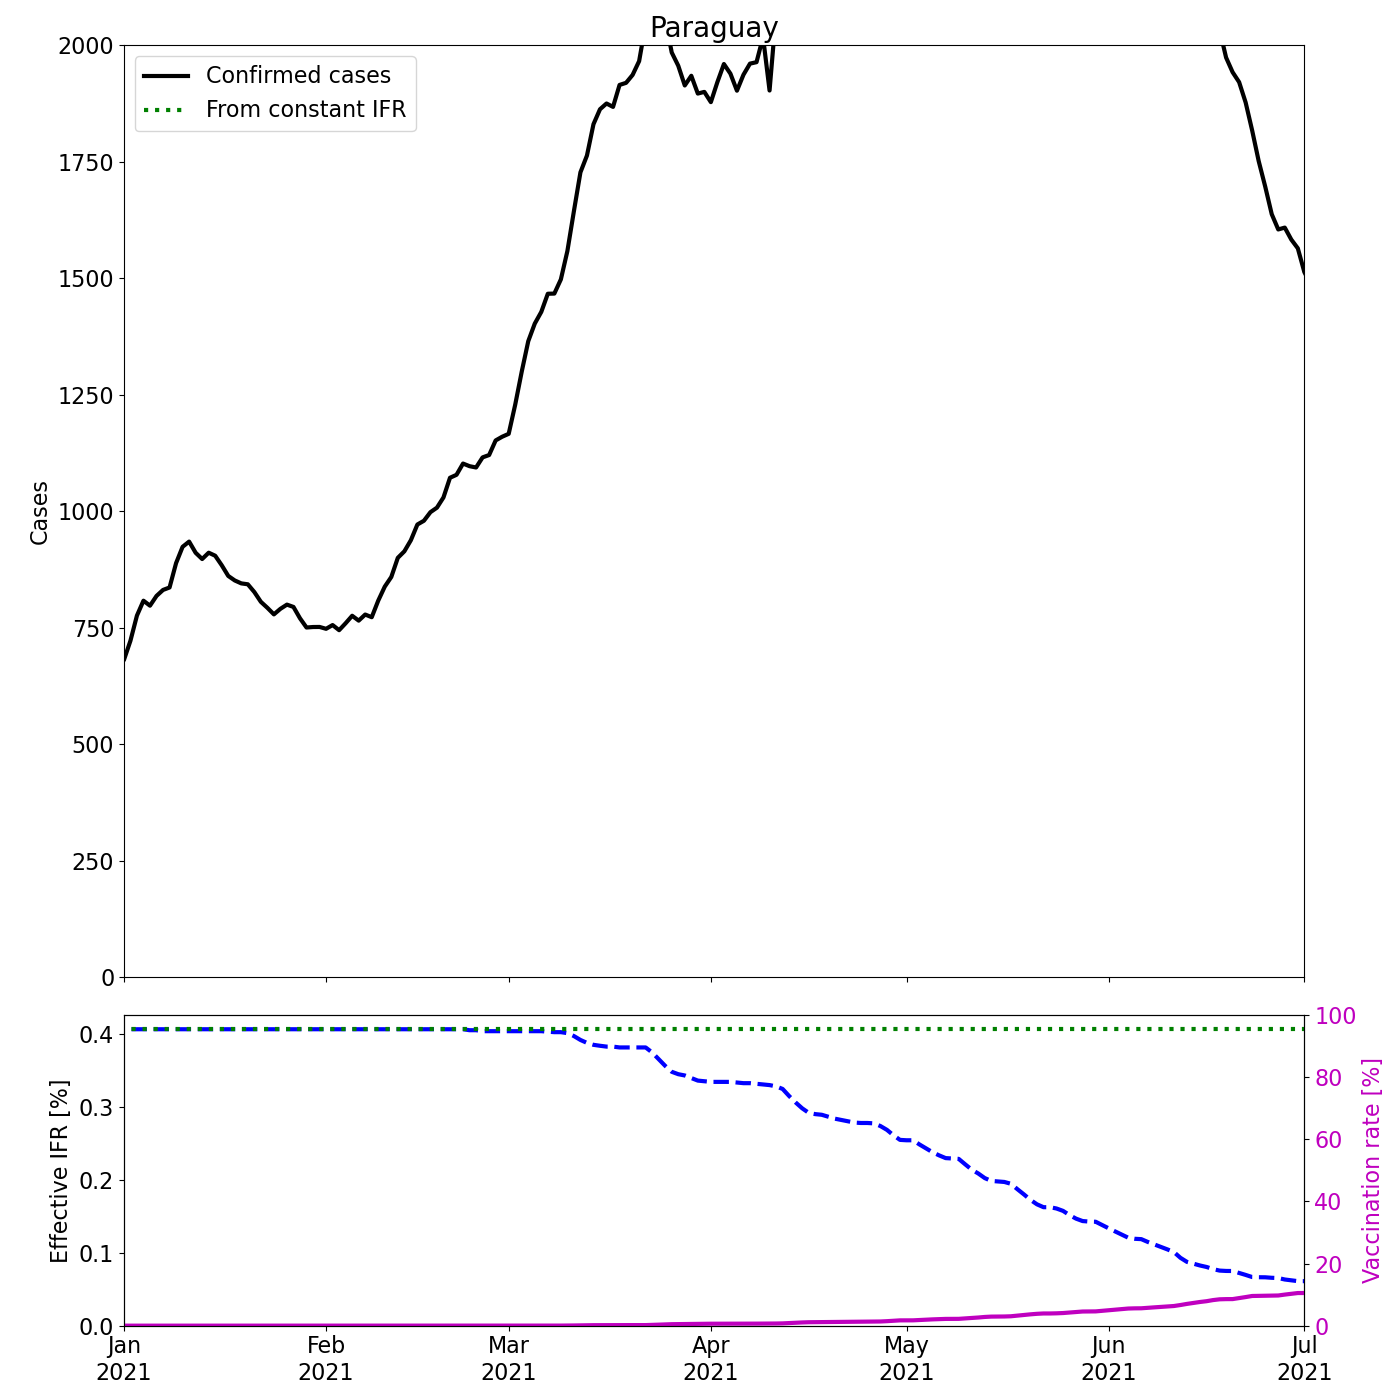 Paraguay
Confirmed cases
From constant IFR
2000
1750
1500
1250
1000
750
500
250
0
Cases
0.4
0.3
0.2
0.1
0.0
Effective IFR [%]
100
80
60
40
20
0
Vaccination rate [%]
Jan Feb Mar Apr May Jun Jul
2021 2021 2021 2021 2021 2021 2021